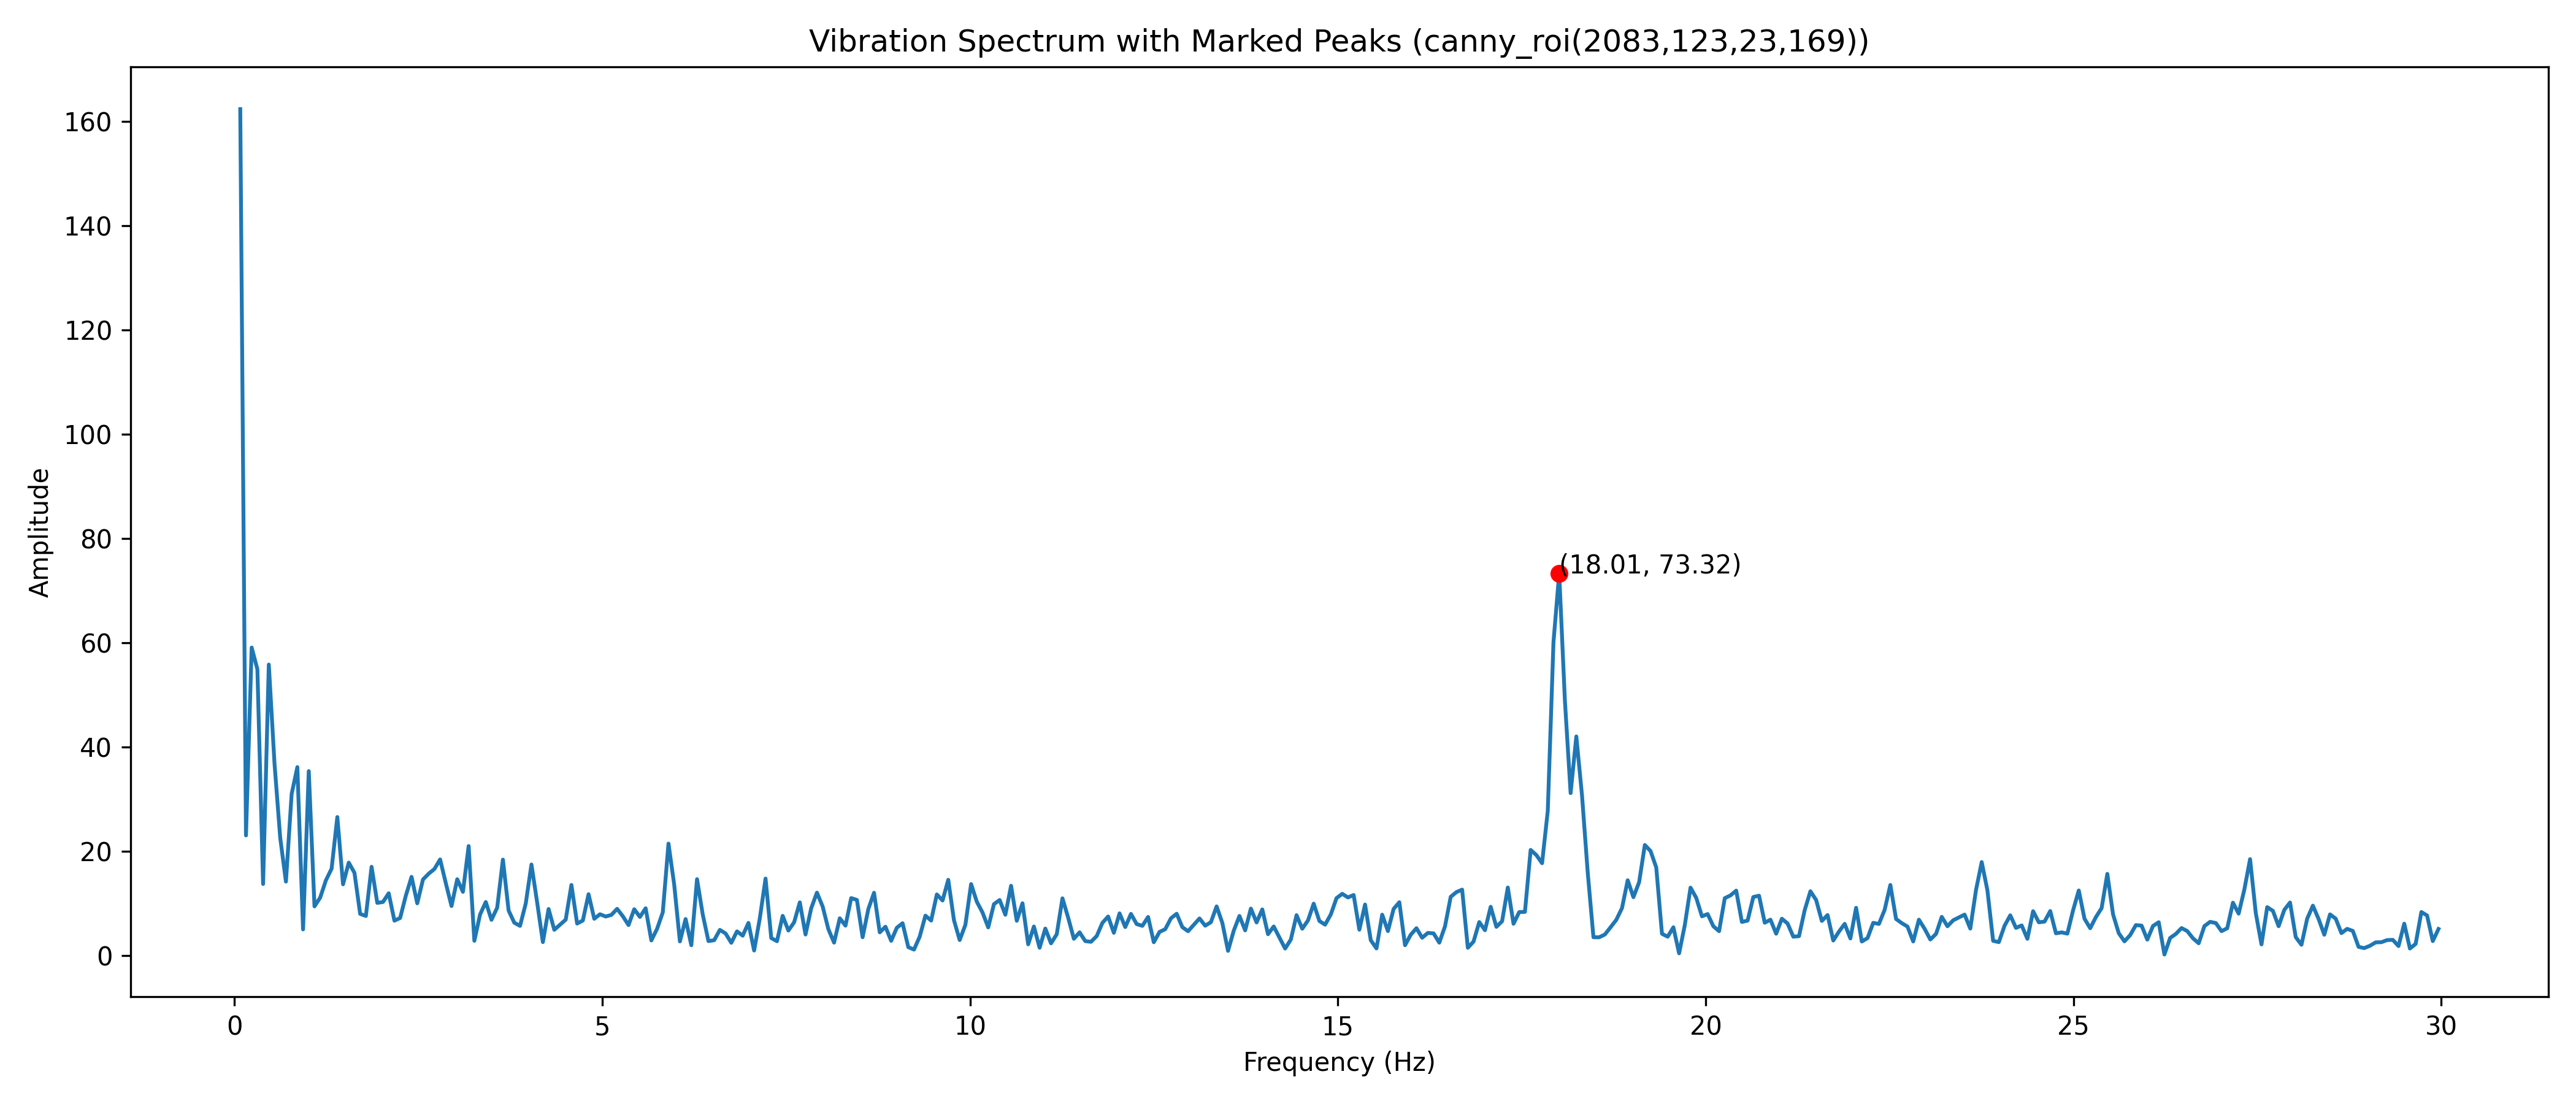 Vibration Spectrum with Marked Peaks (canny_roi(2083,123,23,169))
160
140
120
100
80
60
40
20
0
Amplitude
(18.01, 73.32)
0 5 10 15 20 25 30
Frequency (Hz)